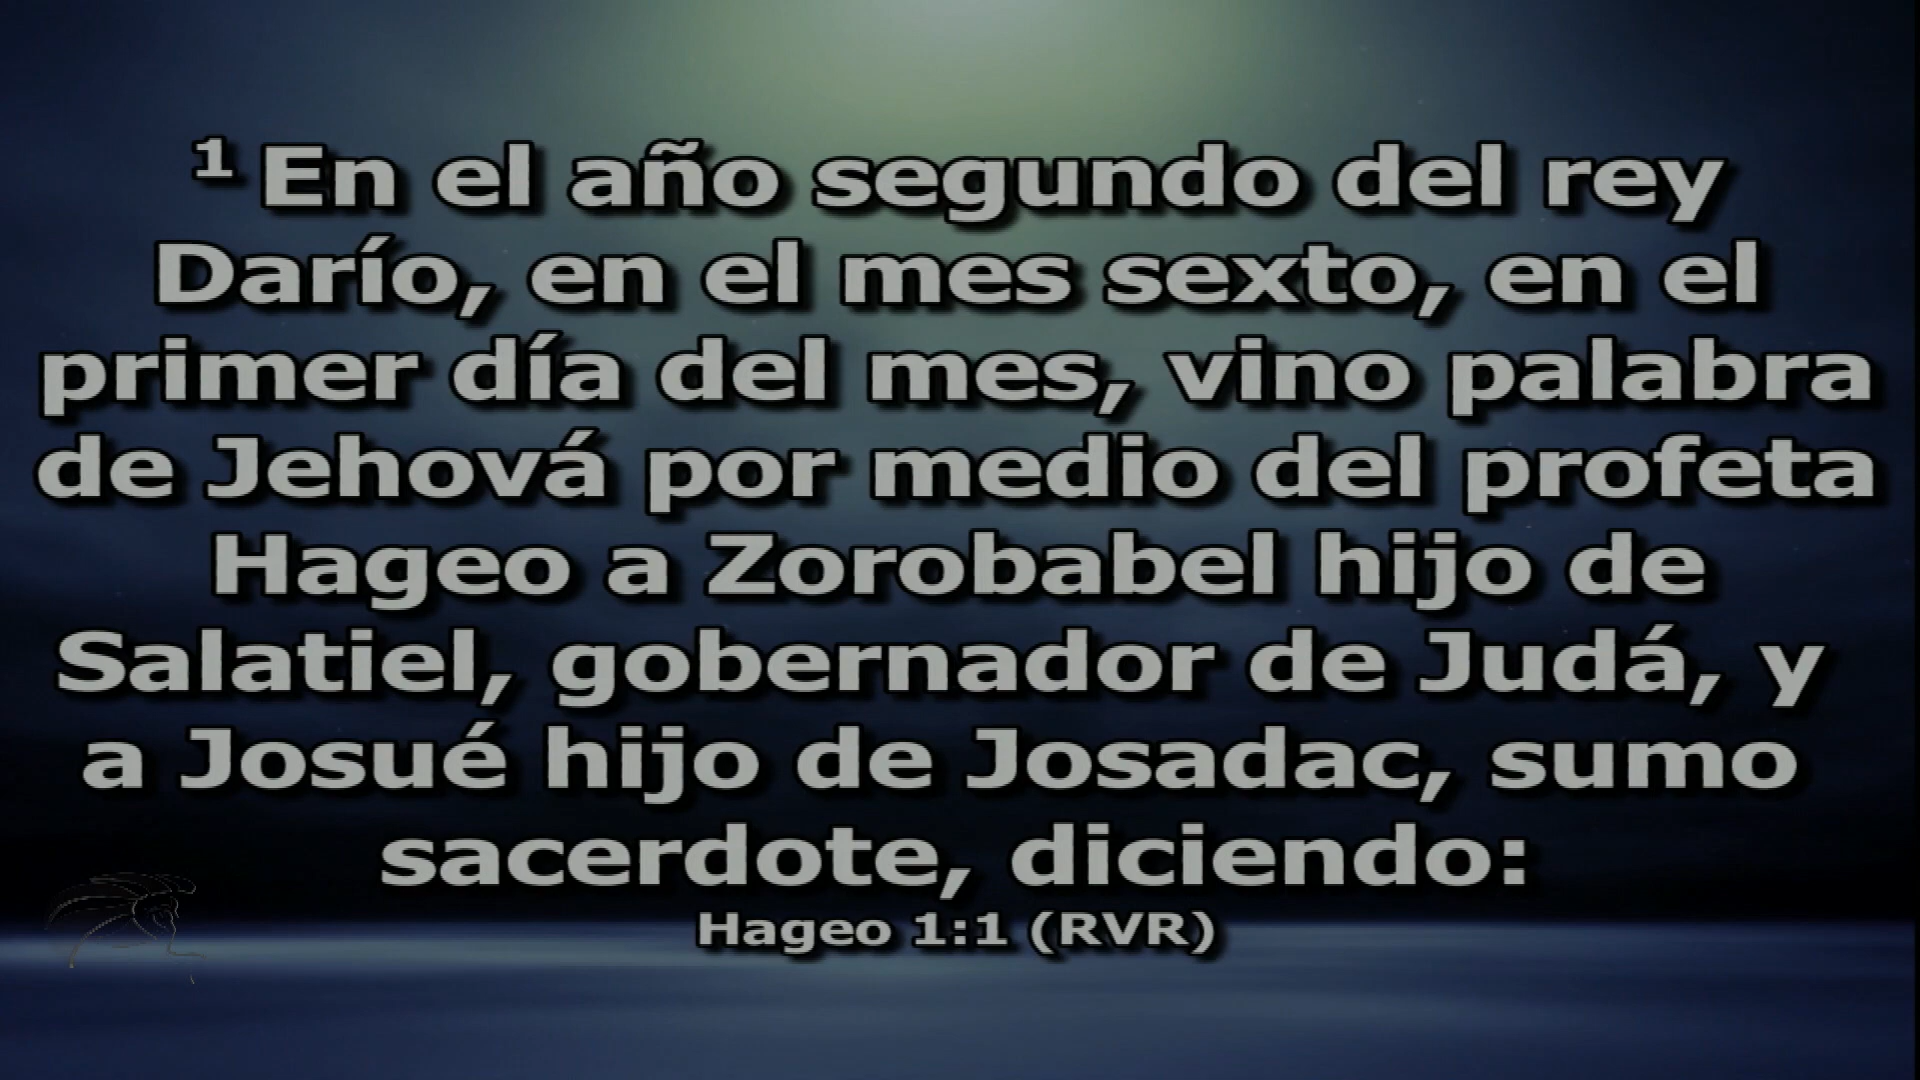 1 En el año segundo del rey
Darío, en el mes sexto, en el
primer día del mes, vino palabra
de Jehová por medio del profeta
Hageo a Zorobabel hijo de
Salatiel, gobernador de Judá, y
a Josué hijo de Josadac, sumo
sacerdote, diciendo:
Hageo 1:1 (RVR)